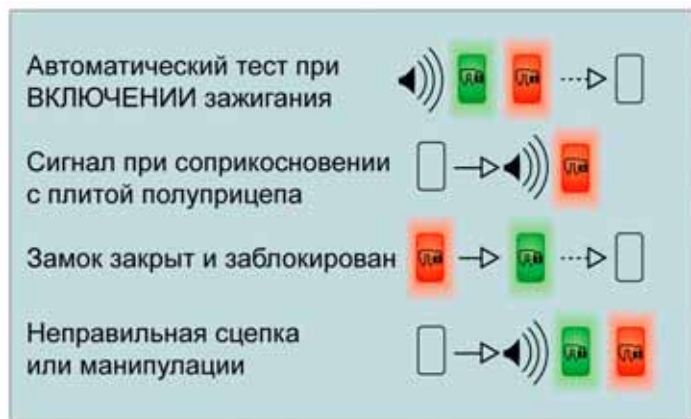 Автоматический тест при
ВКЛЮЧЕНИИ зажигания
Сигнал при соприкосновении
с плитой полуприцепа
Замок закрыт и заблокирован
Неправильная сцепка
или манипуляции